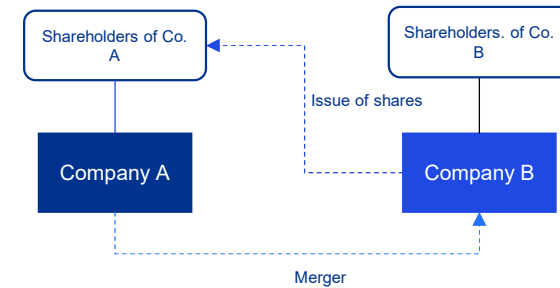 Shareholders of Co.
A
Shareholders. of Co.
B
Issue of shares
Company A
Company B
Merger